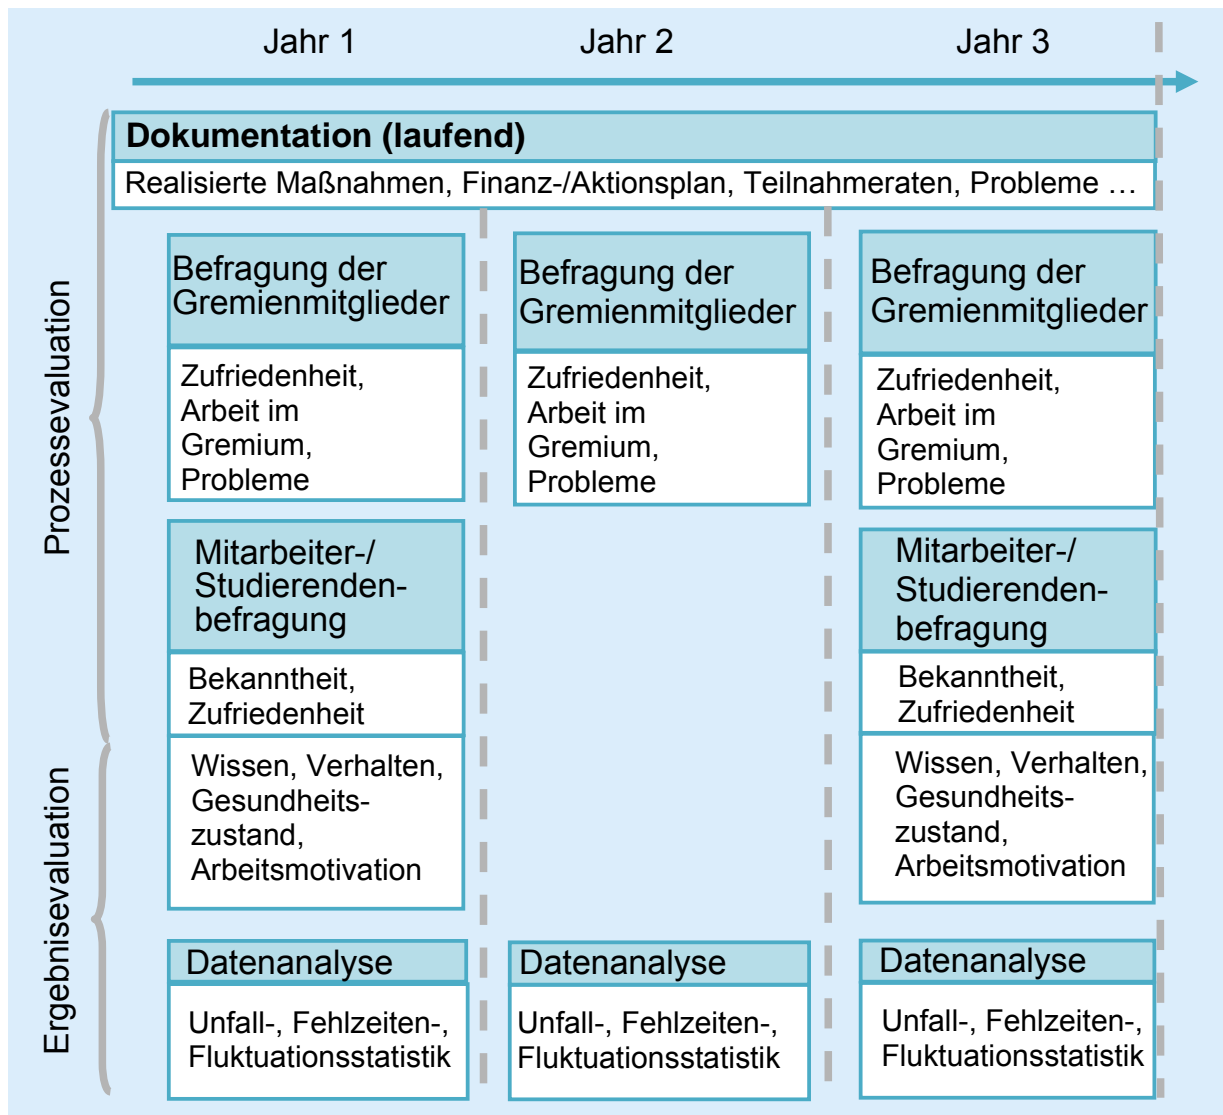 Jahr 1
Jahr 2
Jahr 3
Prozessevaluation
Dokumentation (laufend)
Realisierte Maßnahmen, Finanz-/Aktionsplan, Teilnahmeraten, Probleme …
Befragung der
Gremienmitglieder
Zufriedenheit,
Arbeit im
Gremium,
Probleme
Befragung der
Gremienmitglieder
Zufriedenheit,
Arbeit im
Gremium,
Probleme
Befragung der
Gremienmitglieder
Zufriedenheit,
Arbeit im
Gremium,
Probleme
Mitarbeiter-/
Studierenden-
befragung
Bekanntheit,
Zufriedenheit
Mitarbeiter-/
Studierenden-
befragung
Bekanntheit,
Zufriedenheit
Ergebnisevaluation
Wissen, Verhalten,
Gesundheits-
zustand,
Arbeitsmotivation
Wissen, Verhalten,
Gesundheits-
zustand,
Arbeitsmotivation
Datenanalyse
Unfall-, Fehlzeiten-,
Fluktuationsstatistik
Datenanalyse
Unfall-, Fehlzeiten-,
Fluktuationsstatistik
Datenanalyse
Unfall-, Fehlzeiten-,
Fluktuationsstatistik